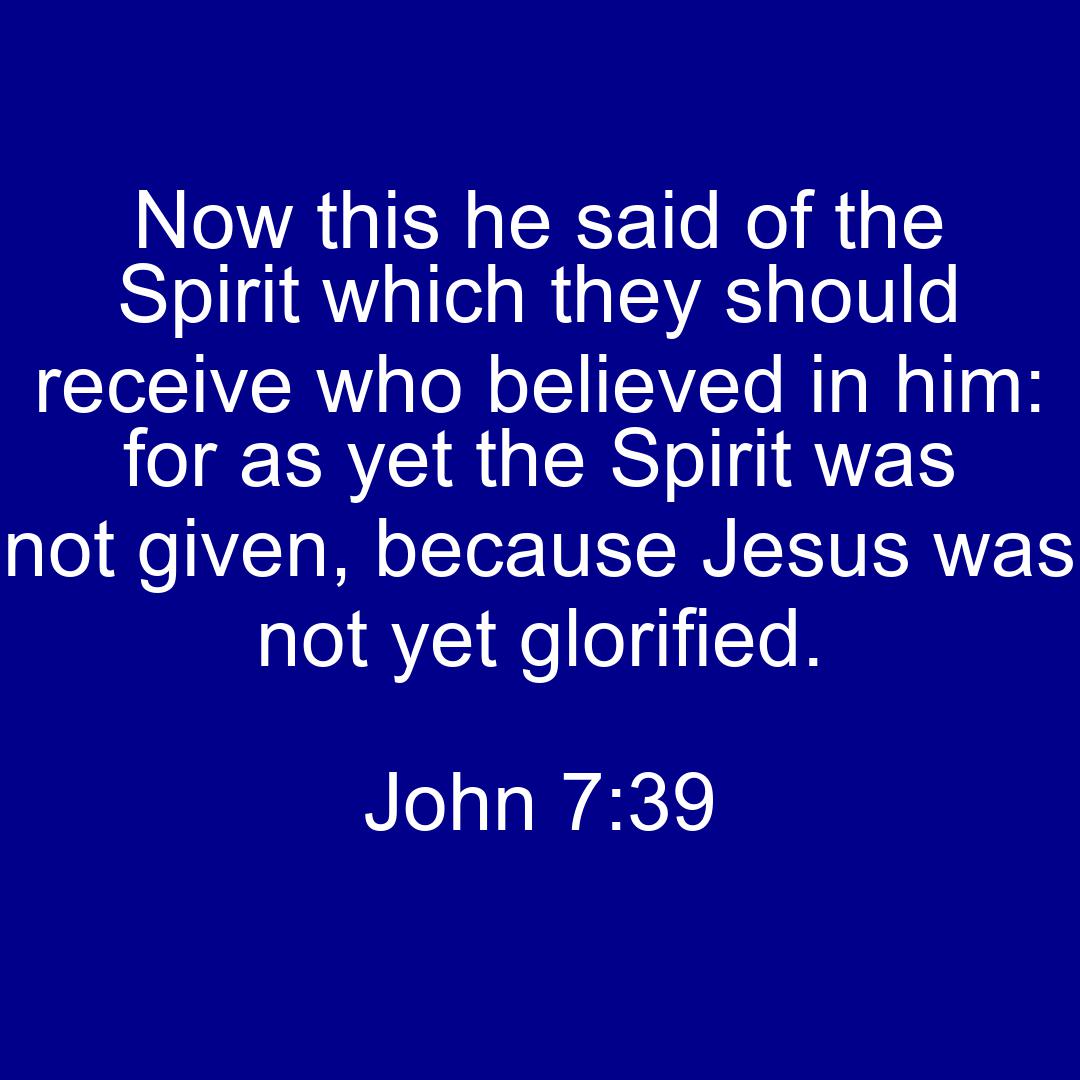 Now this he said of the
Spirit which they should
receive who believed in him:
for as yet the Spirit was
not given, because Jesus was
not yet glorified.
John 7:39